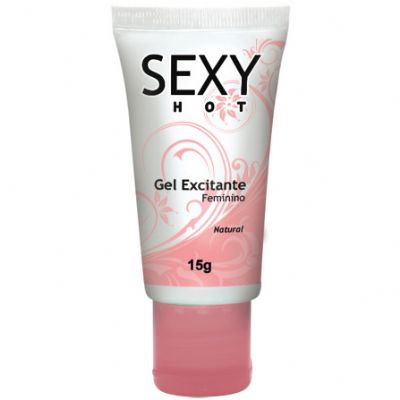 SEXY
HOT
Gel Excitante
Feminino
Natural
15g